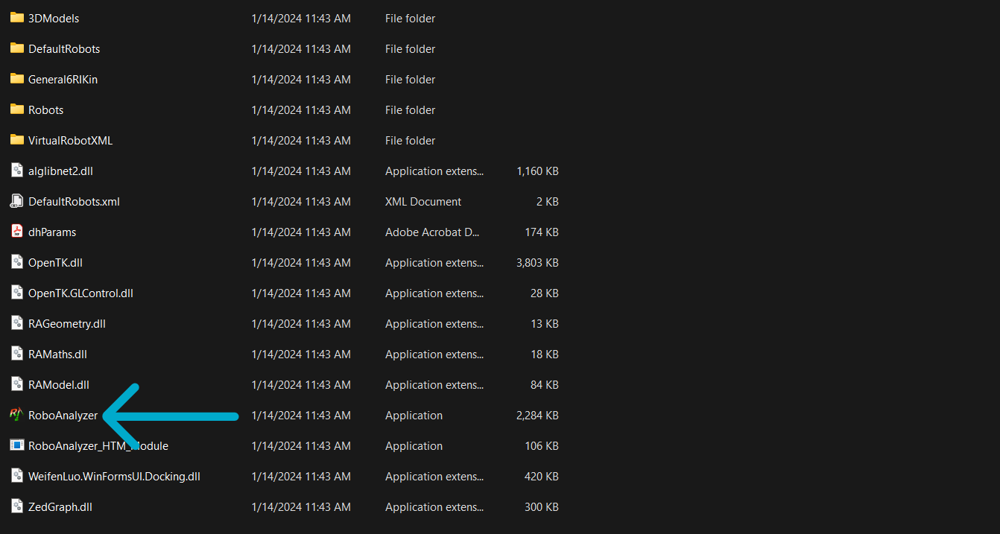 3DModels 1/14/2024 11:43 AM File folder
DefaultRobots 1/14/2024 11:43 AM File folder
General6RIKin 1/14/2024 11:43 AM File folder
Robots 1/14/2024 11:43 AM File folder
VirtualRobotXML 1/14/2024 11:43 AM File folder
alglibnet2.dll 1/14/2024 11:43 AM Application extens... 1,160 KB
DefaultRobots.xml 1/14/2024 11:43 AM XML Document 2 KB
dhParams 1/14/2024 11:43 AM Adobe Acrobat D... 174 KB
OpenTK.dll 1/14/2024 11:43 AM Application extens... 3,803 KB
OpenTK.GLControl.dll 1/14/2024 11:43 AM Application extens... 28 KB
RAGeometry.dll 1/14/2024 11:43 AM Application extens... 13 KB
RAMaths.dll 1/14/2024 11:43 AM Application extens... 18 KB
RAModel.dll 1/14/2024 11:43 AM Application extens... 84 KB
RoboAnalyzer 1/14/2024 11:43 AM Application 2,284 KB
RoboAnalyzer_HTM_Module 1/14/2024 11:43 AM Application 106 KB
WeifenLuo.WinFormsUI.Docking.dll 1/14/2024 11:43 AM Application extens... 420 KB
ZedGraph.dll 1/14/2024 11:43 AM Application extens... 300 KB